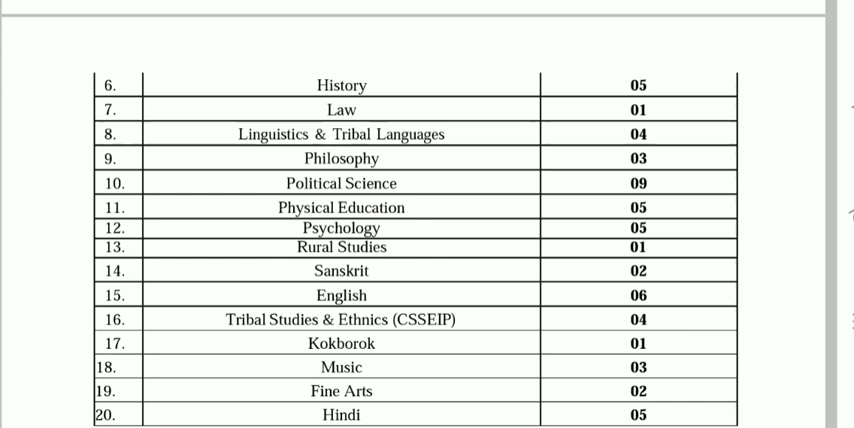 6. History 05
7. Law 01
8. Linguistics & Tribal Languages 04
9. Philosophy 03
10. Political Science 09
11. Physical Education 05
12. Psychology 05
13. Rural Studies 01
14. Sanskrit 02
15. English 06
16. Tribal Studies & Ethnics (CSSEIP) 04
17. Kokborok 01
18. Music 03
19. Fine Arts 02
20. Hindi 05